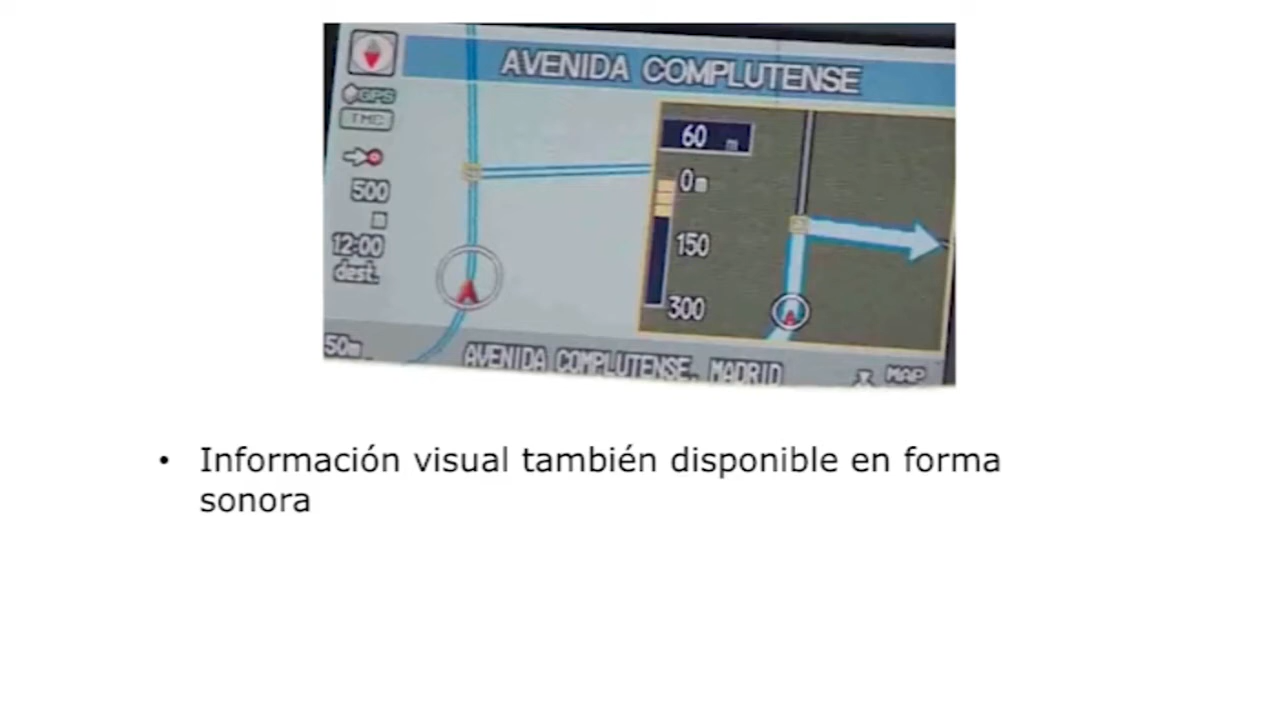 AVENIDA COMPLUTENSE
GPS
TMC
500
m
12:00
dest.
50m
60 m
0m
150
300
AVENIDA COMPLUTENSE, MADRID
MAP
• Información visual también disponible en forma
sonora